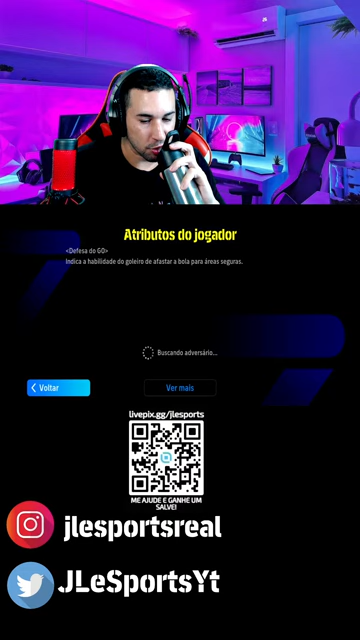 Atributos do jogador
<Defesa do GO>
Indica a habilidade do goleiro de afastar a bola para áreas seguras.
Buscando adversário...
Voltar
Ver mais
livepix.gg/jlesports
ME AJUDE E GANHE UM
SALVE!
jlesportsreal
JLeSportsYt